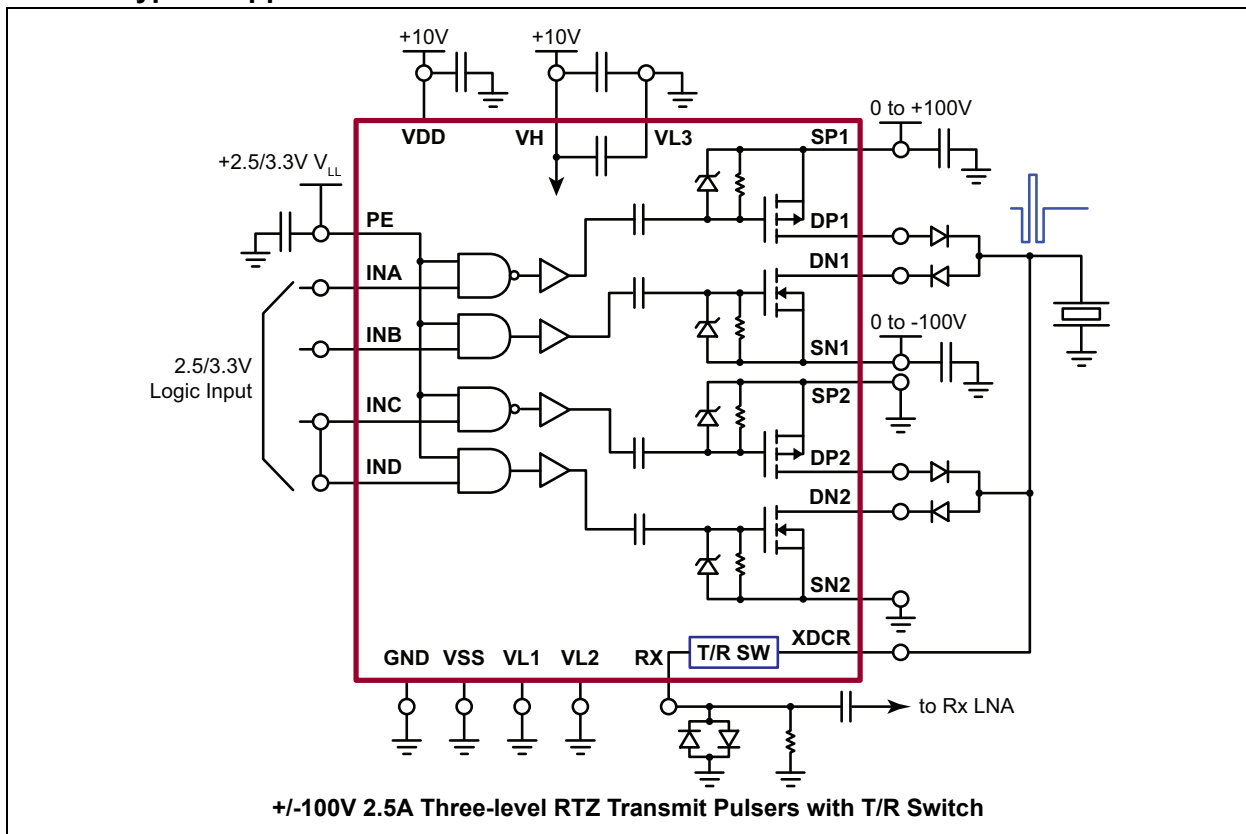 +10V
+10V
VDD
VH
VL3
SP1
0 to +100V
+2.5/3.3V VLL
PE
DP1
INA
DN1
INB
SN1
0 to -100V
2.5/3.3V
Logic Input
SP2
INC
IND
DP2
DN2
SN2
XDCR
GND
VSS
VL1
VL2
RX
T/R SW
to Rx LNA
+/-100V 2.5A Three-level RTZ Transmit Pulsers with T/R Switch